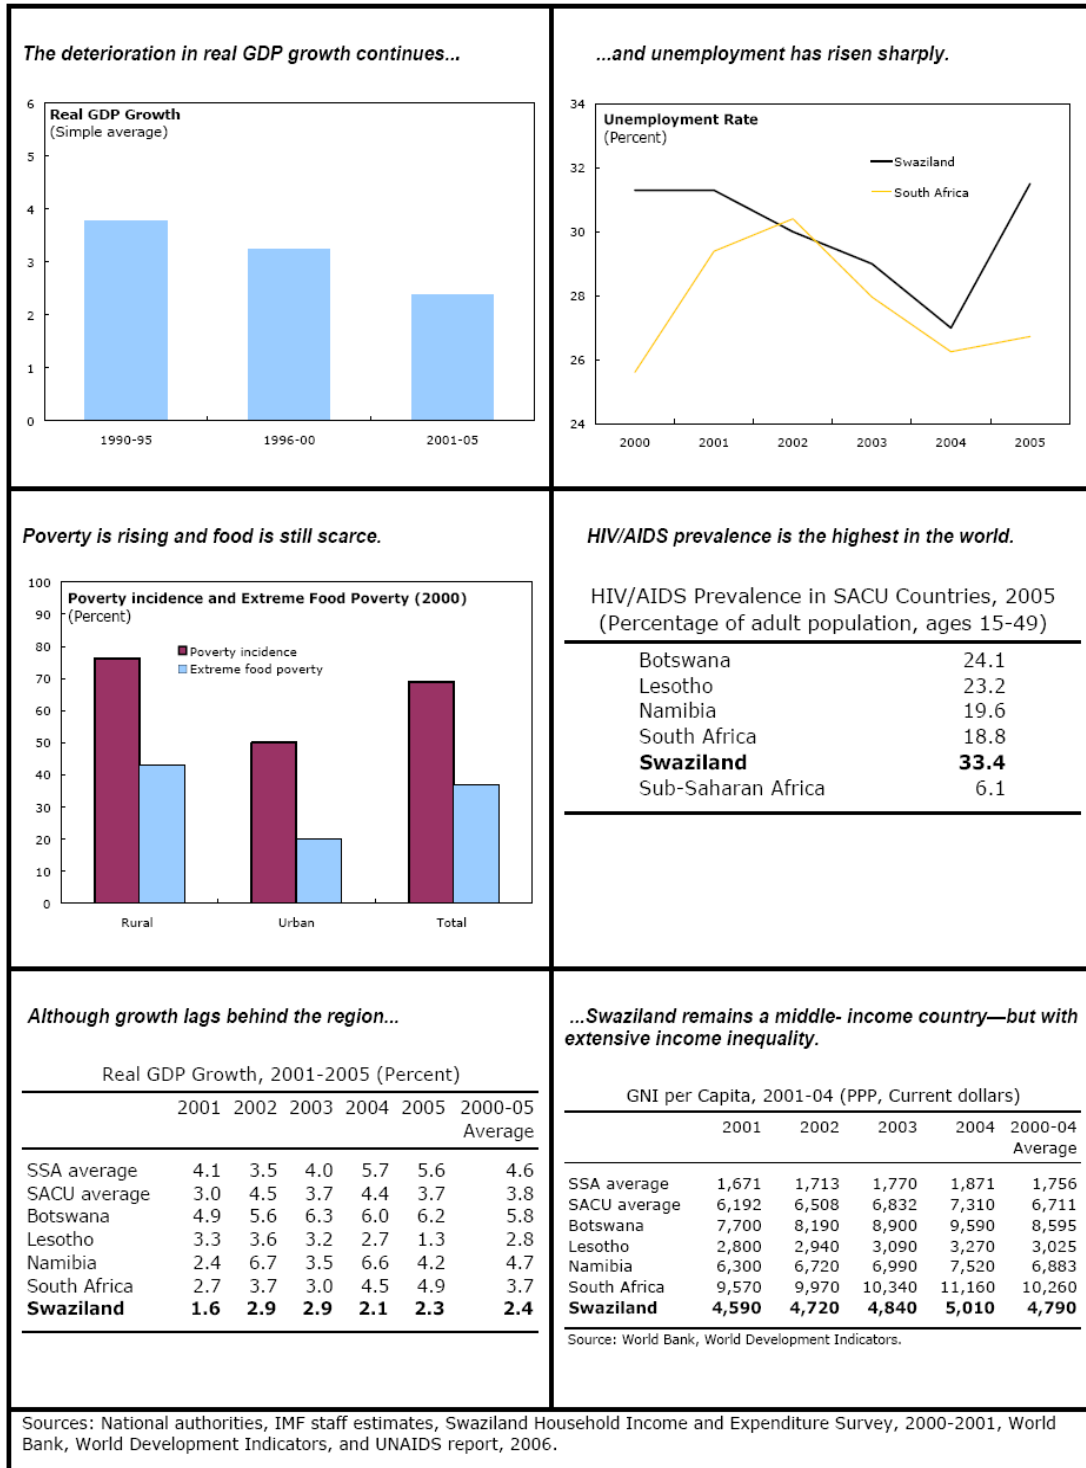 The deterioration in real GDP growth continues...
Real GDP Growth
(Simple average)
6
5
4
3
2
1
0
1990-95 1996-00 2001-05
...and unemployment has risen sharply.
34
32
30
28
26
24
Unemployment Rate
(Percent)
Swaziland
South Africa
2000 2001 2002 2003 2004 2005
Poverty is rising and food is still scarce.
100
90
80
70
60
50
40
30
20
10
0
Poverty incidence and Extreme Food Poverty (2000)
(Percent)
Poverty incidence
Extreme food poverty
Rural Urban Total
HIV/AIDS prevalence is the highest in the world.
HIV/AIDS Prevalence in SACU Countries, 2005
(Percentage of adult population, ages 15-49)
Botswana 24.1
Lesotho 23.2
Namibia 19.6
South Africa 18.8
Swaziland 33.4
Sub-Saharan Africa 6.1
Although growth lags behind the region...
Real GDP Growth, 2001-2005 (Percent)
2001 2002 2003 2004 2005 2000-05
Average
SSA average 4.1 3.5 4.0 5.7 5.6 4.6
SACU average 3.0 4.5 3.7 4.4 3.7 3.8
Botswana 4.9 5.6 6.3 6.0 6.2 5.8
Lesotho 3.3 3.6 3.2 2.7 1.3 2.8
Namibia 2.4 6.7 3.5 6.6 4.2 4.7
South Africa 2.7 3.7 3.0 4.5 4.9 3.7
Swaziland 1.6 2.9 2.9 2.1 2.3 2.4
...Swaziland remains a middle- income country—but with
extensive income inequality.
GNI per Capita, 2001-04 (PPP, Current dollars)
2001 2002 2003 2004 2000-04
Average
SSA average 1,671 1,713 1,770 1,871 1,756
SACU average 6,192 6,508 6,832 7,310 6,711
Botswana 7,700 8,190 8,900 9,590 8,595
Lesotho 2,800 2,940 3,090 3,270 3,025
Namibia 6,300 6,720 6,990 7,520 6,883
South Africa 9,570 9,970 10,340 11,160 10,260
Swaziland 4,590 4,720 4,840 5,010 4,790
Source: World Bank, World Development Indicators.
Sources: National authorities, IMF staff estimates, Swaziland Household Income and Expenditure Survey, 2000-2001, World
Bank, World Development Indicators, and UNAIDS report, 2006.